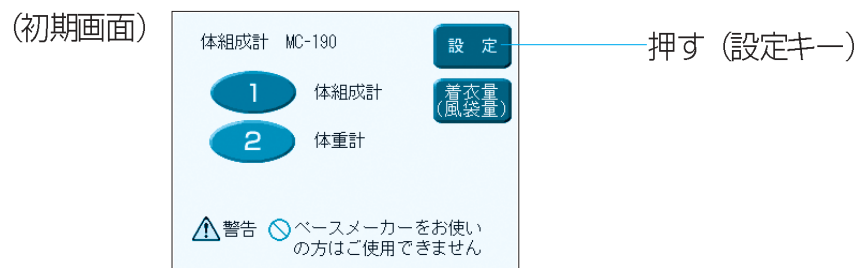 (初期画面)
体組成計 MC-190
設 定
押す (設定キー)
1 体組成計
着衣量
(風袋量)
2 体重計
警告 ペースメーカーをお使い
の方はご使用できません